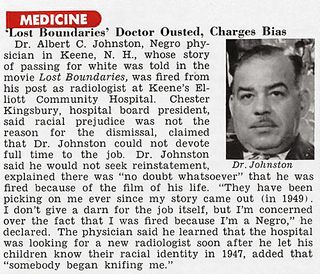 MEDICINE
'Lost Boundaries' Doctor Ousted, Charges Bias
Dr. Albert C. Johnston, Negro phy-
sician in Keene, N. H., whose story
of passing for white was told in the
movie Lost Boundaries, was fired from
his post as radiologist at Keene's El-
liott Community Hospital. Chester
Kingsbury, hospital board president,
said racial prejudice was not the
reason for the dismissal, claimed
that Dr. Johnston could not devote
full time to the job. Dr. Johnston
said he would not seek reinstatement,
explained there was "no doubt whatsoever" that he was
fired because of the film of his life. "They have been
picking on me ever since my story came out (in 1949).
I don't give a darn for the job itself, but I'm concerned
over the fact that I was fired because I'm a Negro," he
declared. The physician said he learned that the hospital
was looking for a new radiologist soon after he let his
children know their racial identity in 1947, added that
"somebody began knifing me."
Dr. Johnston